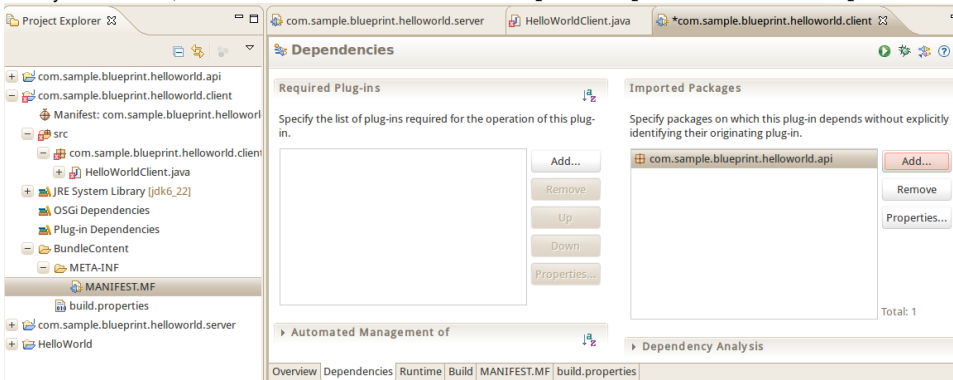 Project Explorer
com.sample.blueprint.helloworld.server
HelloWorldClient.java
*com.sample.blueprint.helloworld.client
Dependencies
com.sample.blueprint.helloworld.api
com.sample.blueprint.helloworld.client
Manifest: com.sample.blueprint.helloworl
src
com.sample.blueprint.helloworld.client
HelloWorldClient.java
JRE System Library [jdk6_22]
OSGi Dependencies
Plug-in Dependencies
BundleContent
META-INF
MANIFEST.MF
build.properties
com.sample.blueprint.helloworld.server
HelloWorld
Required Plug-ins
Specify the list of plug-ins required for the operation of this plug-
in.
Add...
Remove
Up
Down
Properties...
Automated Management of
Imported Packages
Specify packages on which this plug-in depends without explicitly
identifying their originating plug-in.
com.sample.blueprint.helloworld.api
Add...
Remove
Properties...
Total: 1
Dependency Analysis
Overview Dependencies Runtime Build MANIFEST.MF build.properties